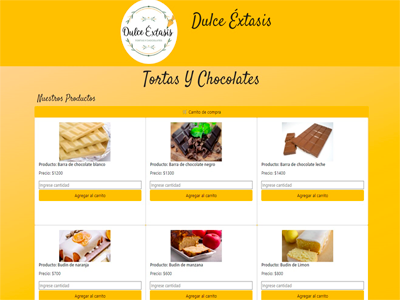 Dulce Éxtasis
Dulce Éxtasis
Tortas Y Chocolates
Nuestros Productos
Carrito de compra
Producto: Barra de chocolate blanco
Precio: $1200
Ingrese cantidad
Agregar al carrito
Producto: Barra de chocolate negro
Precio: $1300
Ingrese cantidad
Agregar al carrito
Producto: Barra de chocolate leche
Precio: $1400
Ingrese cantidad
Agregar al carrito
Producto: Budin de naranja
Precio: $700
Ingrese cantidad
Agregar al carrito
Producto: Budin de manzana
Precio: $600
Ingrese cantidad
Agregar al carrito
Producto: Budin de Limon
Precio: $800
Ingrese cantidad
Agregar al carrito